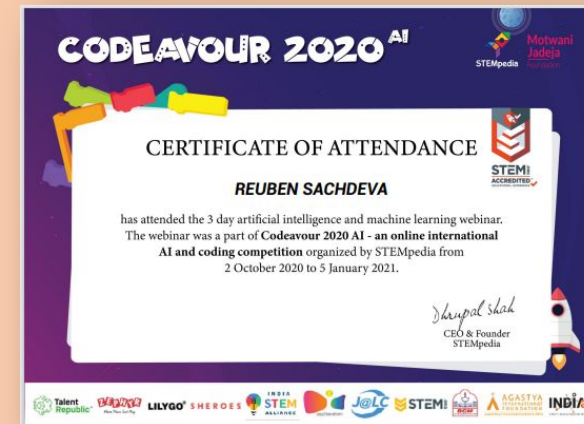 CODEAVOUR 2020 AI
STEMpedia
Motwani
Jadeja
Foundation
CERTIFICATE OF ATTENDANCE
STEM
ACCREDITED
REUBEN SACHDEVA
has attended the 3 day artificial intelligence and machine learning webinar.
The webinar was a part of Codeavour 2020 AI - an online international
AI and coding competition organized by STEMpedia from
2 October 2020 to 5 January 2021.
Dhrupal Shah
CEO & Founder
STEMpedia
Talent
Republic
ZEPHYR
LILYGO
SHEROES
INDIA
STEM
ALLIANCE
J@LC
STEM
AGASTYA
INTERNATIONAL
FOUNDATION
INDIA